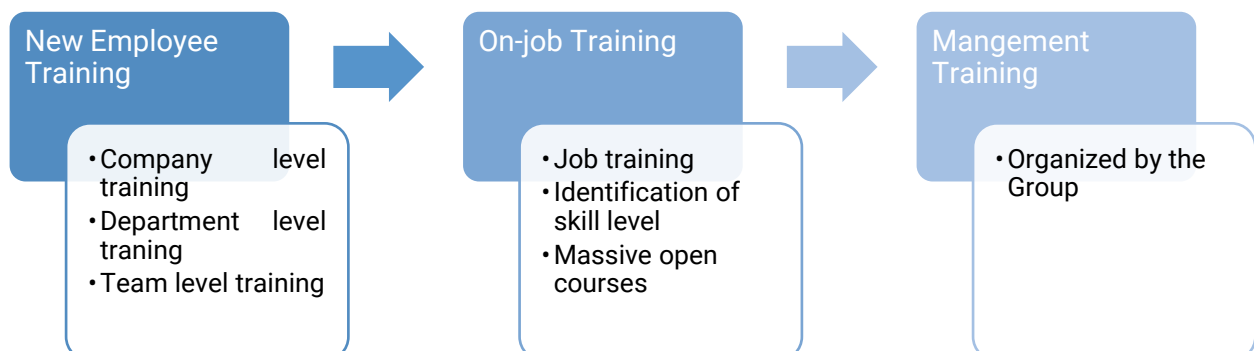 New Employee
Training
• Company level
training
• Department level
traning
• Team level training
On-job Training
• Job training
• Identification of
skill level
• Massive open
courses
Mangement
Training
• Organized by the
Group